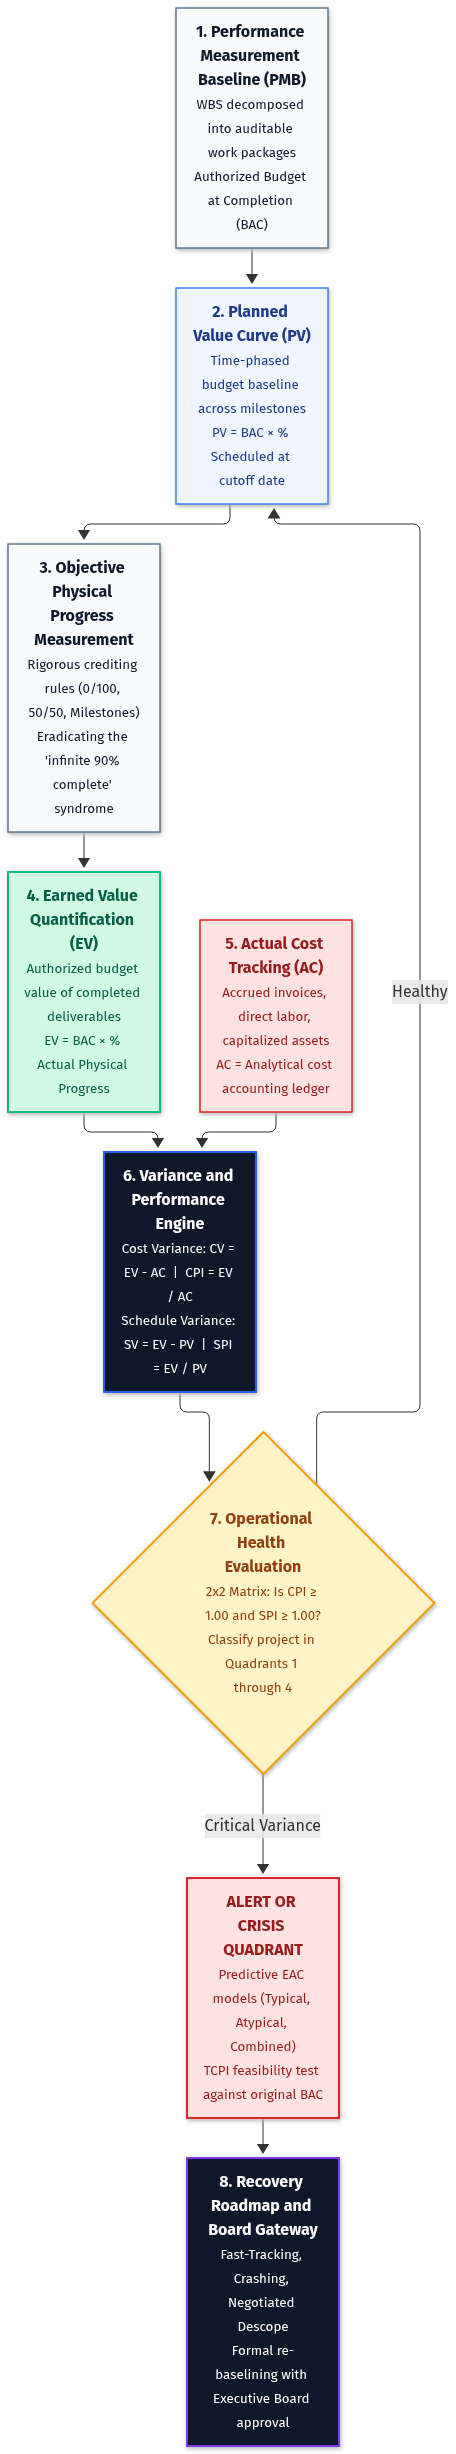 1. Performance
Measurement
Baseline (PMB)
WBS decomposed
into auditable
work packages
Authorized Budget
at Completion
(BAC)
2. Planned
Value Curve (PV)
Time-phased
budget baseline
across milestones
PV = BAC × %
Scheduled at
cutoff date
3. Objective
Physical
Progress
Measurement
Rigorous crediting
rules (0/100,
50/50, Milestones)
Eradicating the
'infinite 90%
complete'
syndrome
4. Earned Value
Quantification
(EV)
Authorized budget
value of completed
deliverables
EV = BAC × %
Actual Physical
Progress
5. Actual Cost
Tracking (AC)
Accrued invoices,
direct labor,
capitalized assets
AC = Analytical cost
accounting ledger
Healthy
6. Variance and
Performance
Engine
Cost Variance: CV =
EV - AC | CPI = EV
/ AC
Schedule Variance:
SV = EV - PV | SPI
= EV / PV
7. Operational
Health
Evaluation
2x2 Matrix: Is CPI ≥
1.00 and SPI ≥ 1.00?
Classify project in
Quadrants 1
through 4
Critical Variance
ALERT OR
CRISIS
QUADRANT
Predictive EAC
models (Typical,
Atypical,
Combined)
TCPI feasibility test
against original BAC
8. Recovery
Roadmap and
Board Gateway
Fast-Tracking,
Crashing,
Negotiated
Descope
Formal re-
baselining with
Executive Board
approval